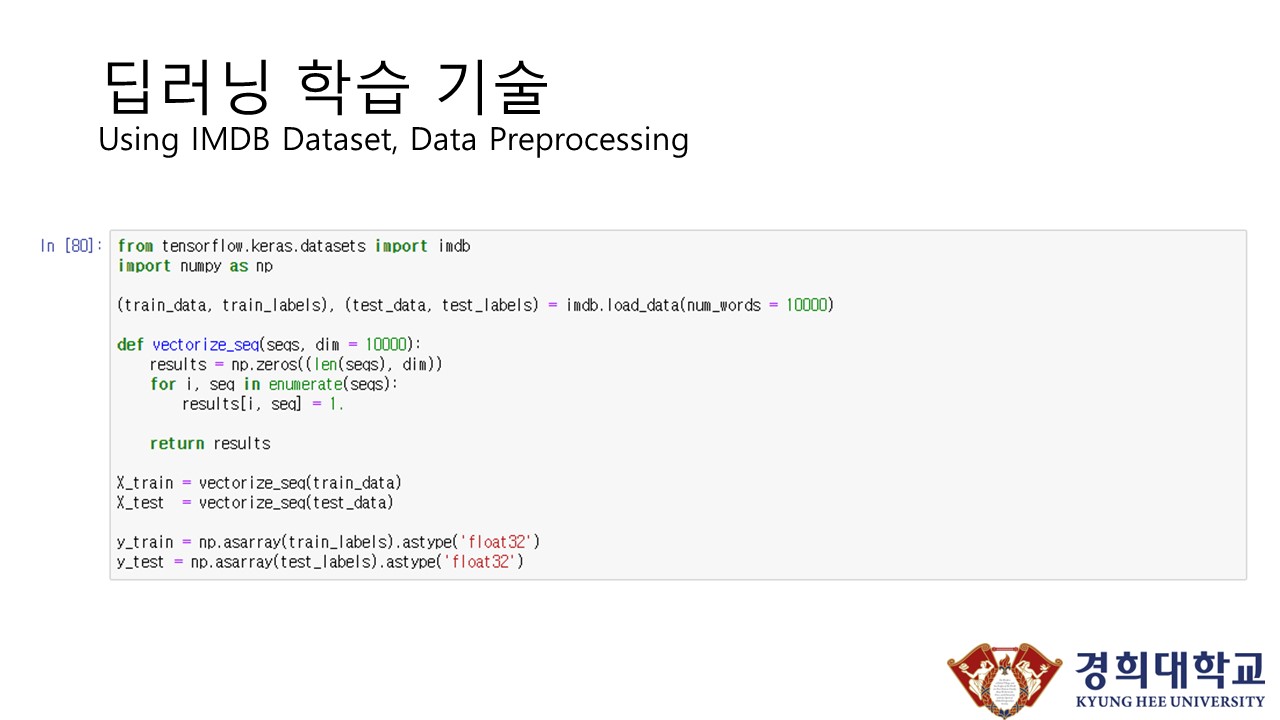 딥러닝 학습 기술
Using IMDB Dataset, Data Preprocessing
In [80]:
from tensorflow.keras.datasets import imdb
import numpy as np

(train_data, train_labels), (test_data, test_labels) = imdb.load_data(num_words = 10000)

def vectorize_seq(seqs, dim = 10000):
    results = np.zeros((len(seqs), dim))
    for i, seq in enumerate(seqs):
        results[i, seq] = 1.

    return results

X_train = vectorize_seq(train_data)
X_test  = vectorize_seq(test_data)

y_train = np.asarray(train_labels).astype('float32')
y_test = np.asarray(test_labels).astype('float32')
경희대학교
KYUNG HEE UNIVERSITY